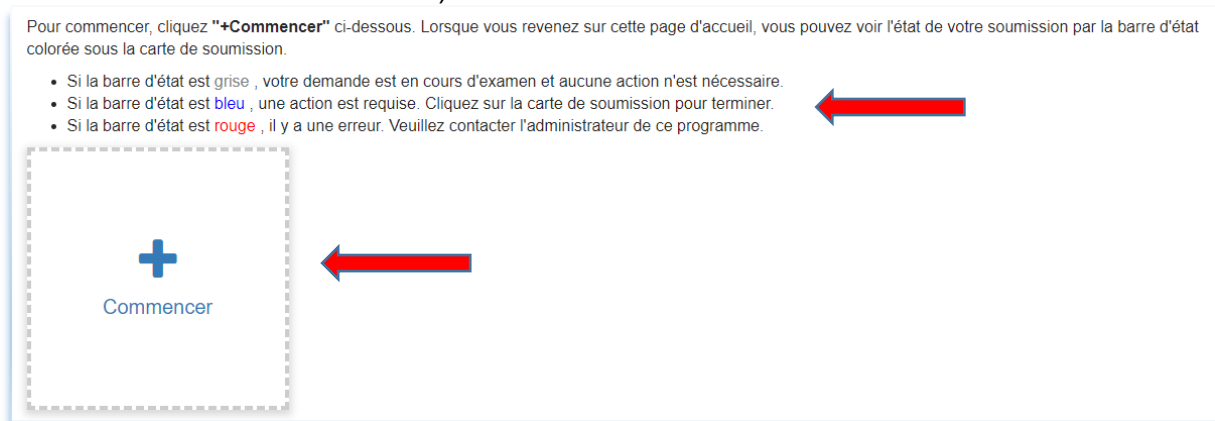 Pour commencer, cliquez "+Commencer" ci-dessous. Lorsque vous revenez sur cette page d'accueil, vous pouvez voir l'état de votre soumission par la barre d'état
colorée sous la carte de soumission.
• Si la barre d'état est grise , votre demande est en cours d'examen et aucune action n'est nécessaire.
• Si la barre d'état est bleu , une action est requise. Cliquez sur la carte de soumission pour terminer.
• Si la barre d'état est rouge , il y a une erreur. Veuillez contacter l'administrateur de ce programme.
Commencer